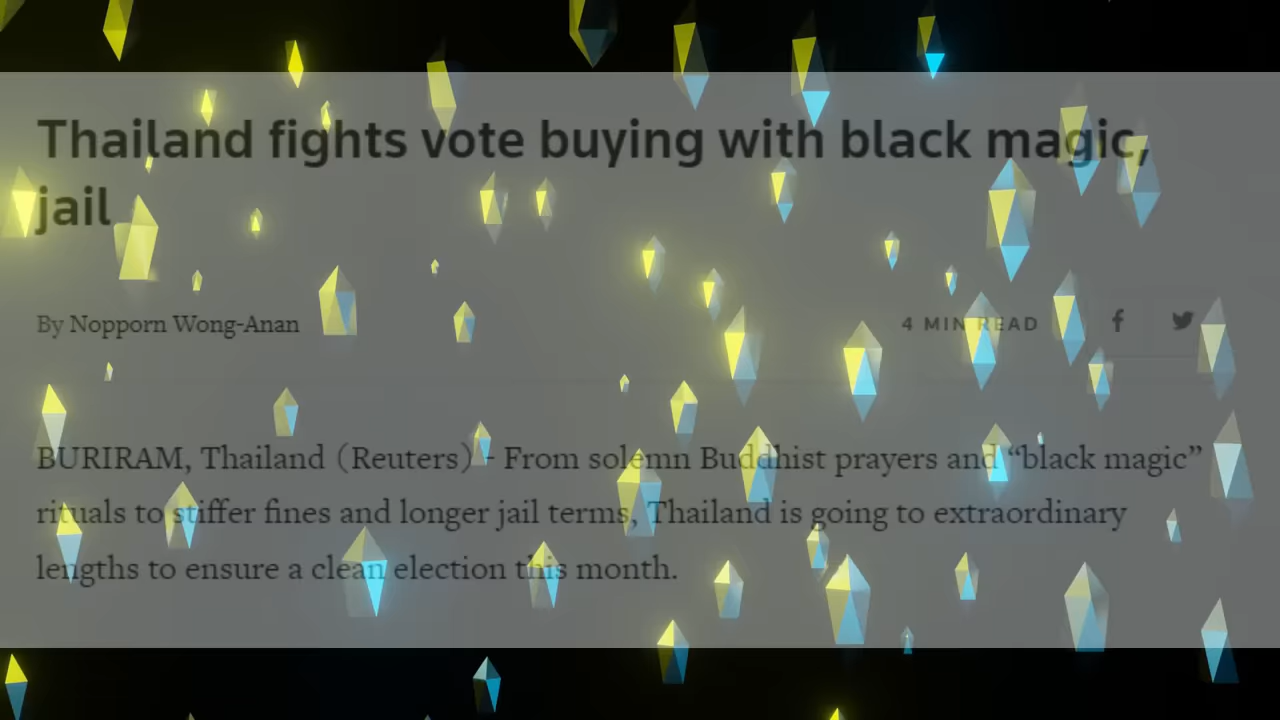 Thailand fights vote buying with black magic,
jail
By Nopporn Wong-Anan
4 MIN READ
BURIRAM, Thailand (Reuters) - From solemn Buddhist prayers and “black magic”
rituals to stiffer fines and longer jail terms, Thailand is going to extraordinary
lengths to ensure a clean election this month.